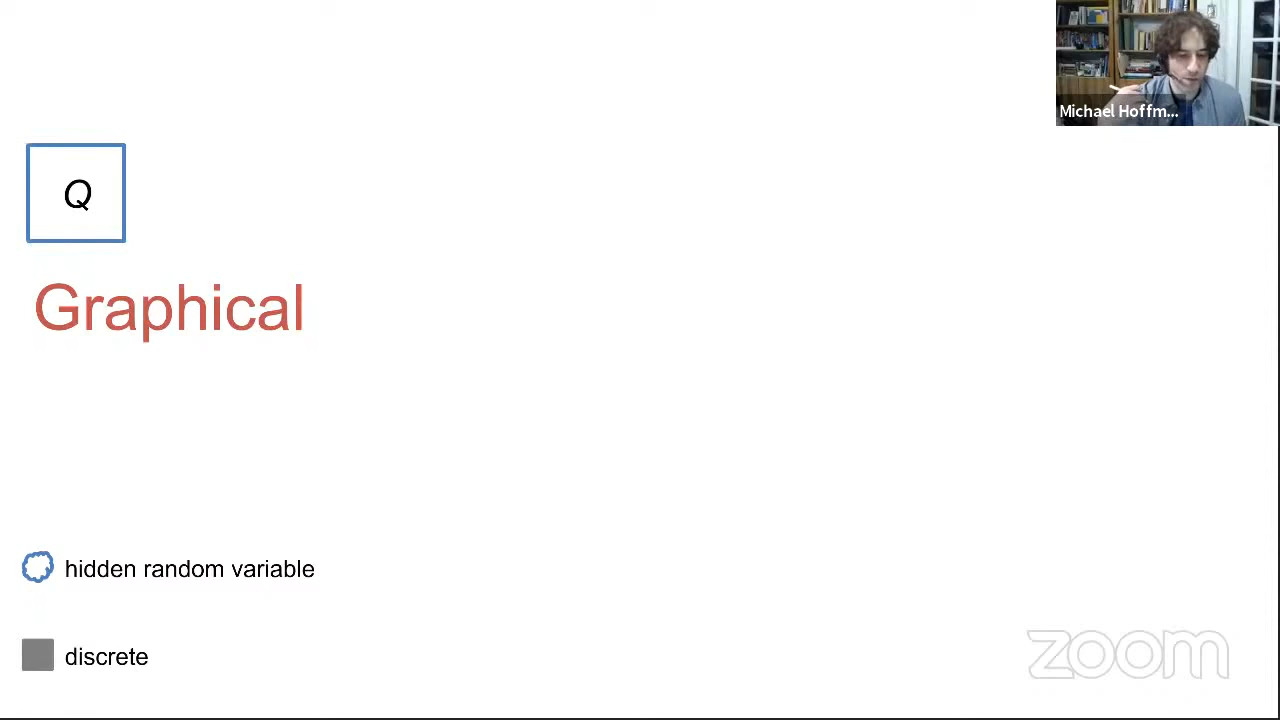 Michael Hoffm...
Q
Graphical
hidden random variable
discrete
zoom